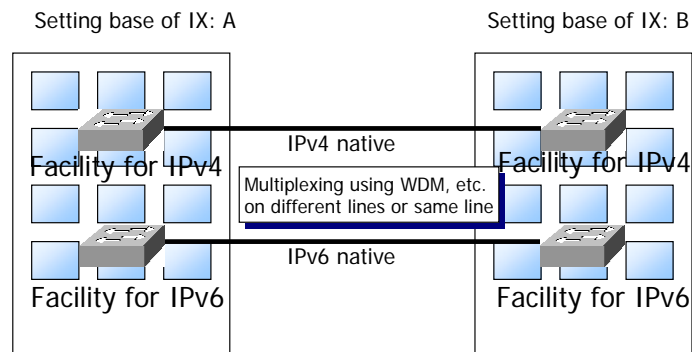 Setting base of IX: A
Setting base of IX: B
IPv4 native
Facility for IPv4
Facility for IPv4
Multiplexing using WDM, etc.
on different lines or same line
IPv6 native
Facility for IPv6
Facility for IPv6